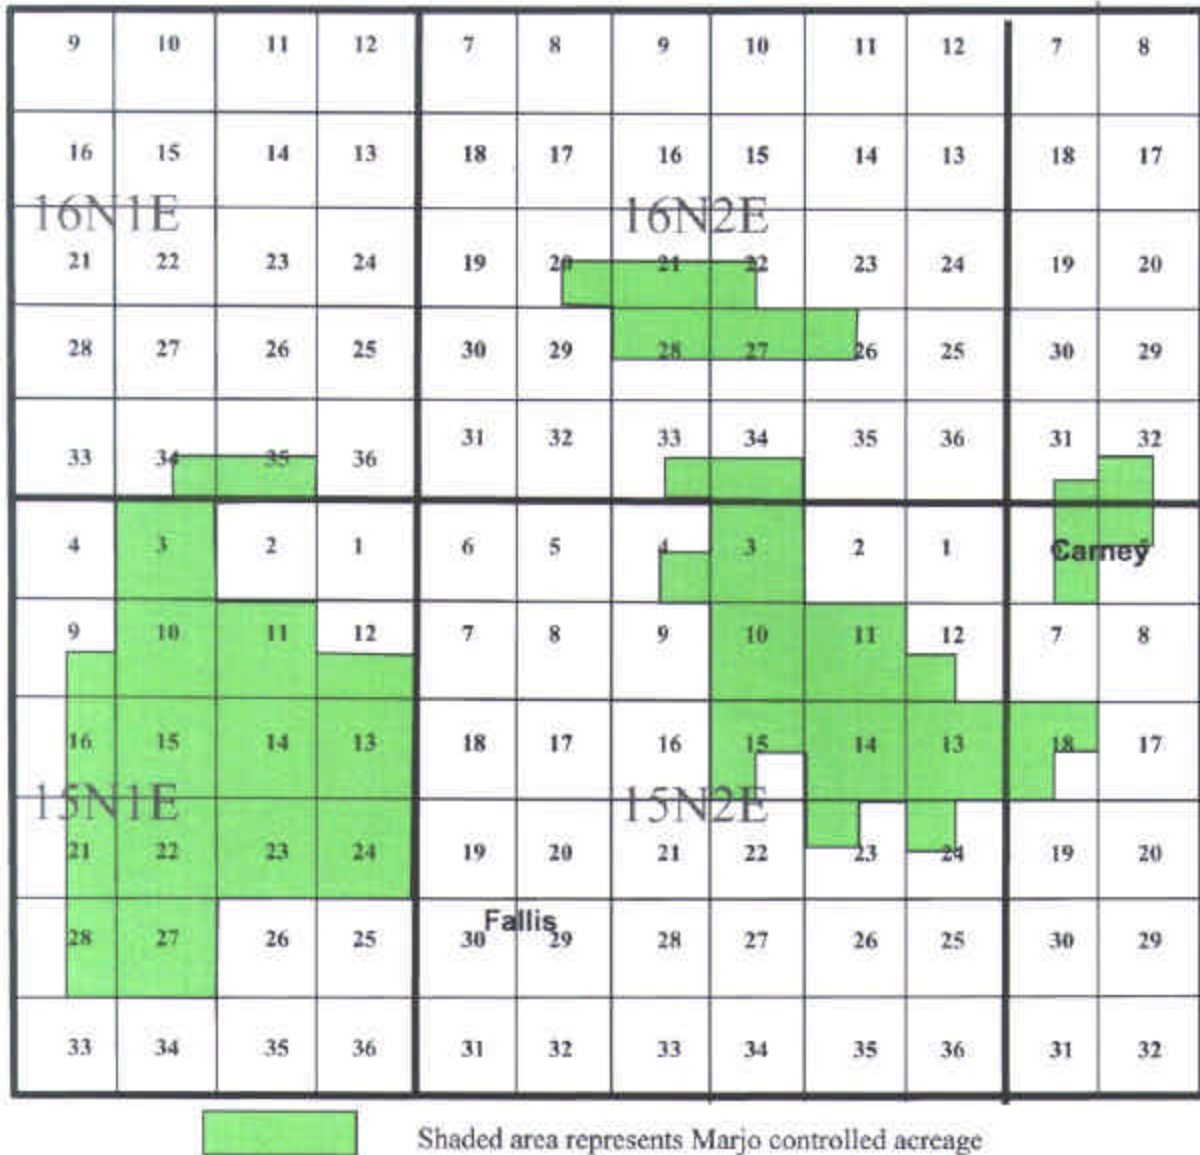 9 10 11 12 7 8 9 10 11 12 7 8
16 15 14 13 18 17 16 15 14 13 18 17
16N1E 16N2E
21 22 23 24 19 20 21 22 23 24 19 20
28 27 26 25 30 29 28 27 26 25 30 29
33 34 35 36 31 32 33 34 35 36 31 32
4 3 2 1 6 5 4 3 2 1
Carney
9 10 11 12 7 8 9 10 11 12 7 8
16 15 14 13 18 17 16 15 14 13 18 17
15N1E 15N2E
21 22 23 24 19 20 21 22 23 24 19 20
Fallis
28 27 26 25 30 29 28 27 26 25 30 29
33 34 35 36 31 32 33 34 35 36 31 32
Shaded area represents Marjo controlled acreage